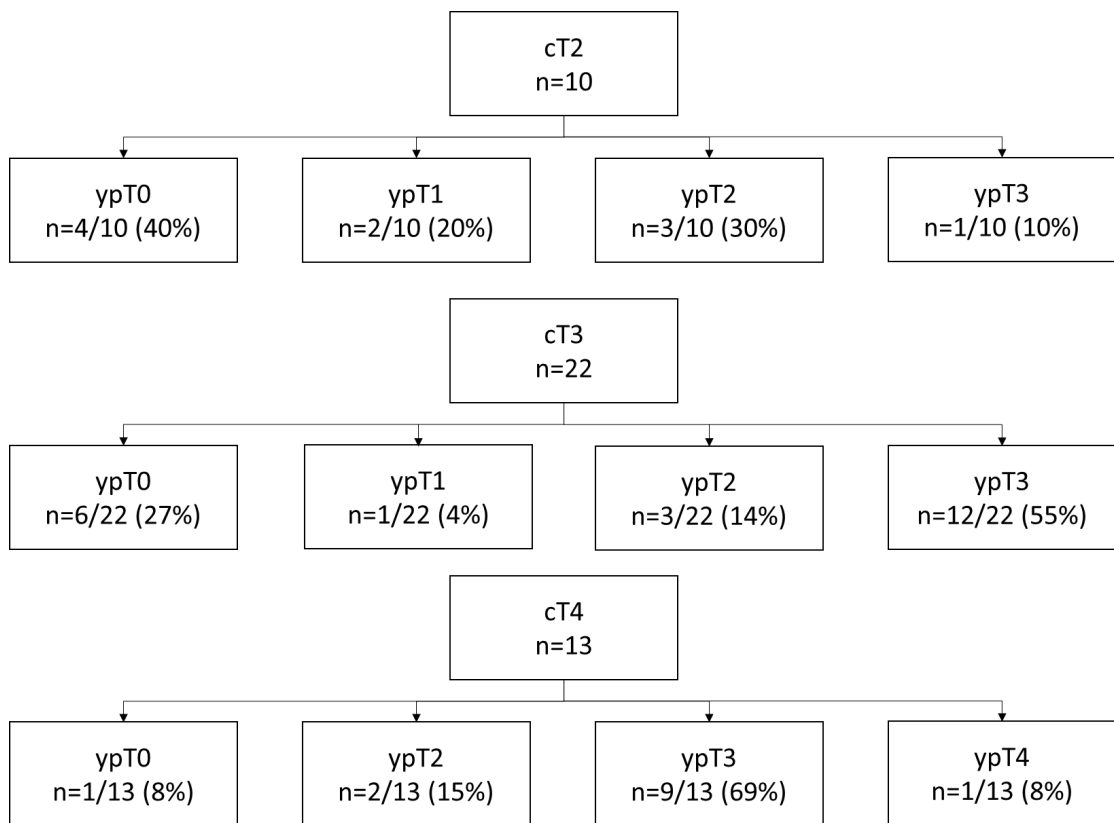 cT2
n=10
ypT0
n=4/10 (40%)
ypT1
n=2/10 (20%)
ypT2
n=3/10 (30%)
ypT3
n=1/10 (10%)
cT3
n=22
ypT0
n=6/22 (27%)
ypT1
n=1/22 (4%)
ypT2
n=3/22 (14%)
ypT3
n=12/22 (55%)
cT4
n=13
ypT0
n=1/13 (8%)
ypT2
n=2/13 (15%)
ypT3
n=9/13 (69%)
ypT4
n=1/13 (8%)